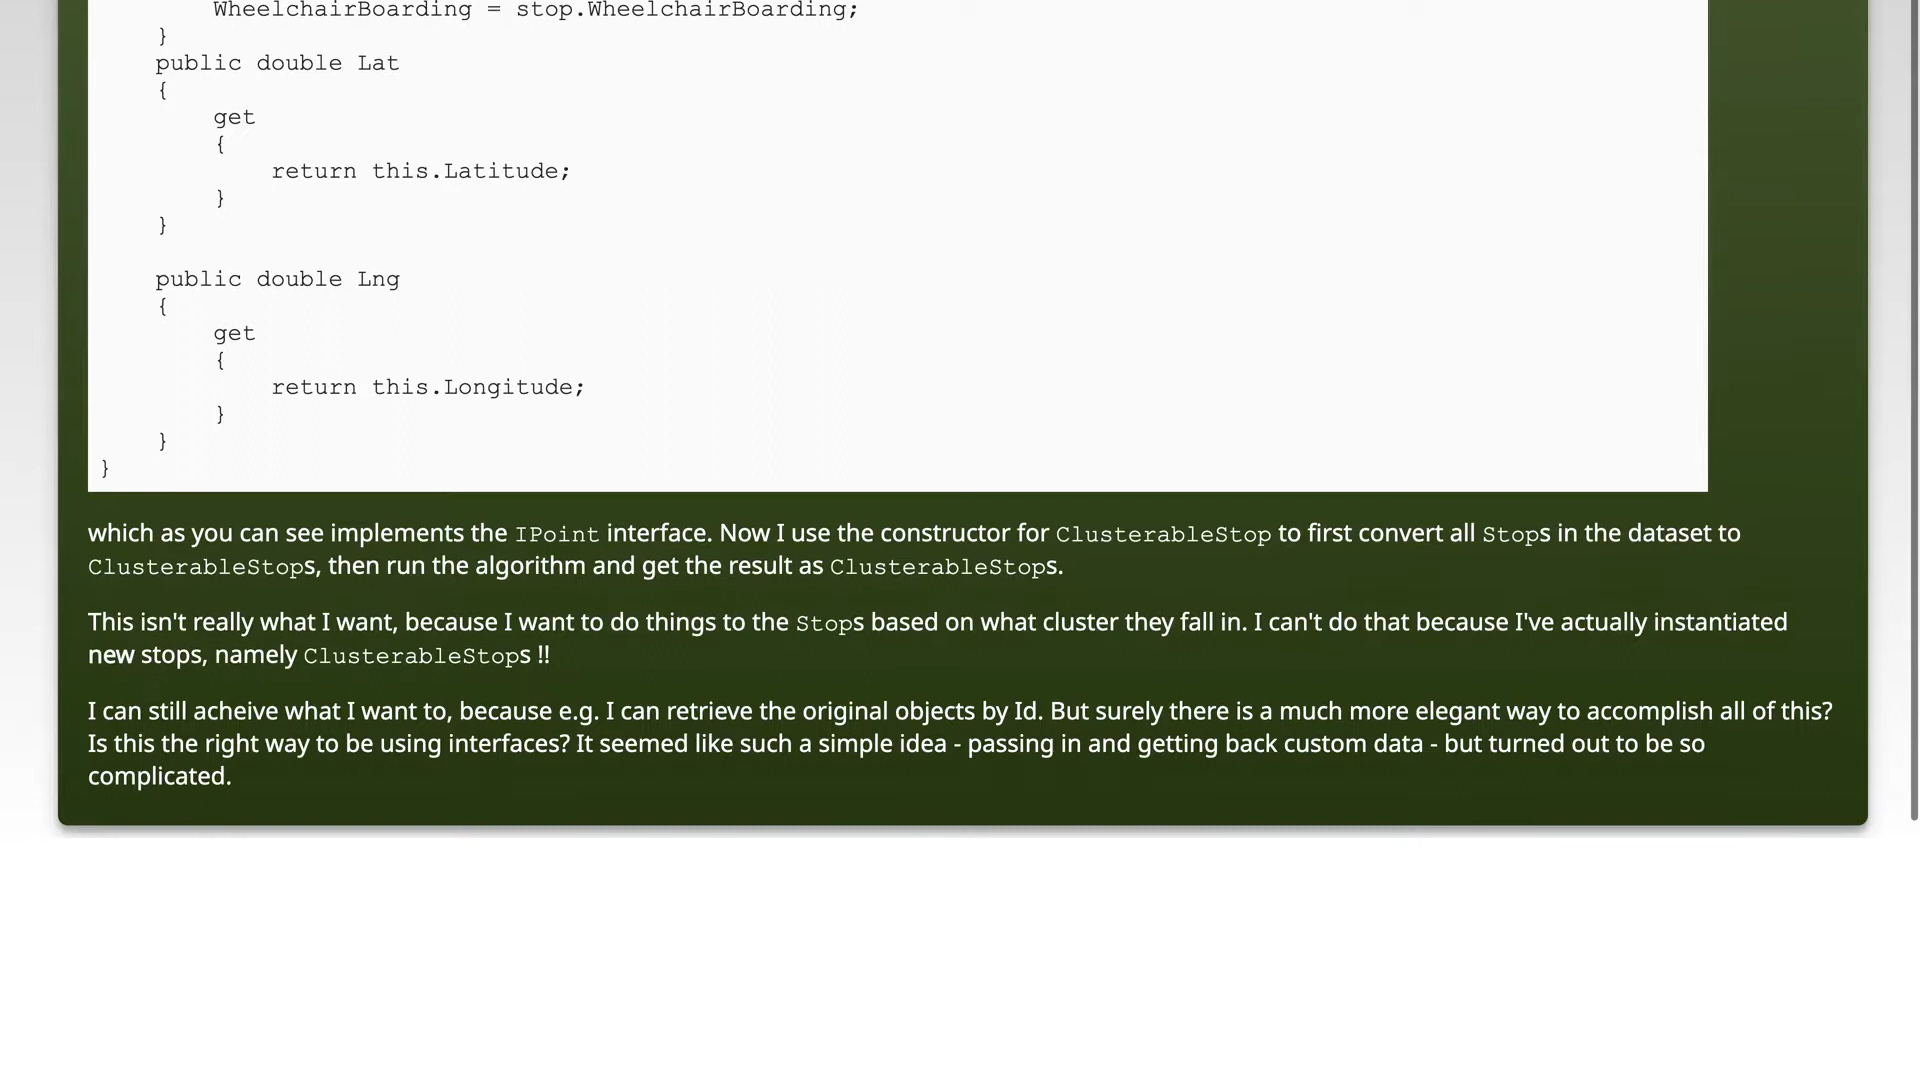 WheelchairBoarding = stop.WheelchairBoarding;
}
public double Lat
{
get
{
return this.Latitude;
}
}
public double Lng
{
get
{
return this.Longitude;
}
}
}
which as you can see implements the IPoint interface. Now I use the constructor for ClusterableStop to first convert all Stops in the dataset to
ClusterableStops, then run the algorithm and get the result as ClusterableStops.
This isn't really what I want, because I want to do things to the Stops based on what cluster they fall in. I can't do that because I've actually instantiated
new stops, namely ClusterableStops !!
I can still acheive what I want to, because e.g. I can retrieve the original objects by Id. But surely there is a much more elegant way to accomplish all of this?
Is this the right way to be using interfaces? It seemed like such a simple idea - passing in and getting back custom data - but turned out to be so
complicated.